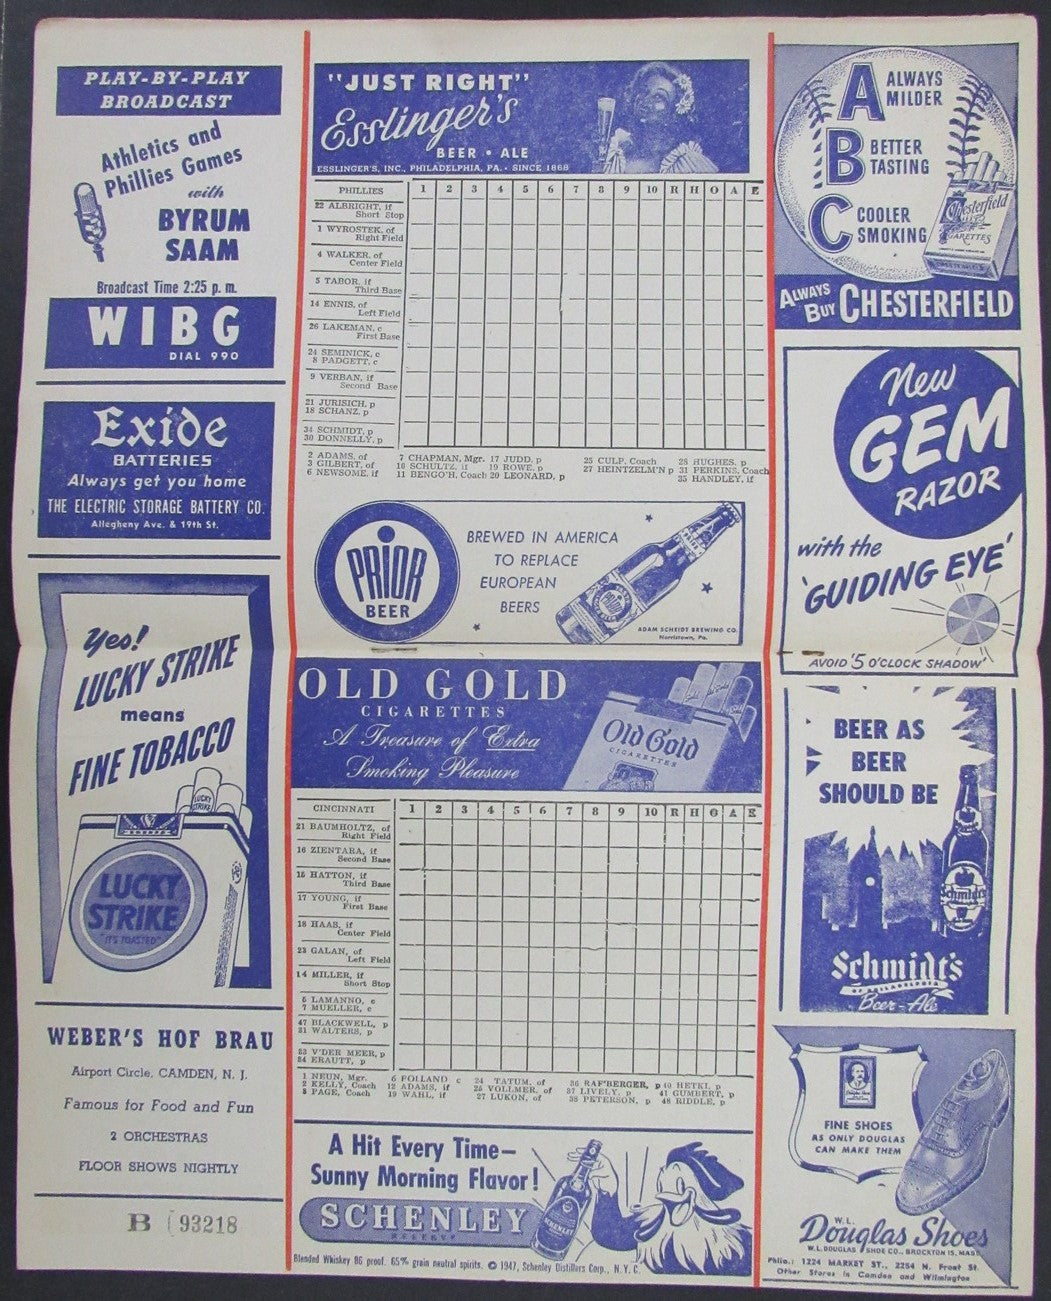 PLAY-BY-PLAY
BROADCAST
Athletics and
Phillies Games
with
BYRUM
SAAM
Broadcast Time 2:25 p. m.
WIBG
DIAL 990
Exide
BATTERIES
Always get you home
THE ELECTRIC STORAGE BATTERY CO.
Allegheny Ave. & 19th St.
Yes!
LUCKY STRIKE
means
FINE TOBACCO
LUCKY
STRIKE
LUCKY
STRIKE
"IT'S TOASTED"
WEBER'S HOF BRAU
Airport Circle, CAMDEN, N. J.
Famous for Food and Fun
2 ORCHESTRAS
FLOOR SHOWS NIGHTLY
B 93218
"JUST RIGHT"
Esslinger's
BEER • ALE
ESSLINGER'S, INC., PHILADELPHIA, PA. • SINCE 1868
PHILLIES 1 2 3 4 5 6 7 8 9 10 R H O A E
22 ALBRIGHT, if
Short Stop
1 WYROSTEK, of
Right Field
4 WALKER, of
Center Field
5 TABOR, if
Third Base
14 ENNIS, of
Left Field
26 LAKEMAN, c
First Base
24 SEMINICK, c
8 PADGETT, c
9 VERBAN, if
Second Base
21 JURISICH, p
18 SCHANZ, p
34 SCHMIDT, p
30 DONNELLY, p
2 ADAMS, of 7 CHAPMAN, Mgr. 17 JUDD, p 25 CULP, Coach 28 HUGHES, p
3 GILBERT, of 16 SCHULTZ, if 19 ROWE, p 27 HEINTZELM'N p 31 PERKINS, Coach
6 NEWSOME, if 11 BENGO'H, Coach 20 LEONARD, p 35 HANDLEY, if
PRIOR
BEER
BREWED IN AMERICA
TO REPLACE
EUROPEAN
BEERS
PRIOR
ADAM SCHEIDT BREWING CO.
Norristown, Pa.
OLD GOLD
CIGARETTES
A Treasure of Extra
Smoking Pleasure
Old Gold
CIGARETTES
CINCINNATI 1 2 3 4 5 6 7 8 9 10 R H O A E
21 BAUMHOLTZ, of
Right Field
16 ZIENTARA, if
Second Base
15 HATTON, if
Third Base
17 YOUNG, if
First Base
18 HAAS, if
Center Field
23 GALAN, of
Left Field
14 MILLER, if
Short Stop
6 LAMANNO, c
7 MUELLER, c
47 BLACKWELL, p
31 WALTERS, p
33 V'DER MEER, p
34 ERAUTT, p
1 NEUN, Mgr. 6 FOLLAND c 24 TATUM, of 36 RAF'BERGER, p 40 HETKI, p
2 KELLY, Coach 12 ADAMS, if 25 VOLLMER, of 37 LIVELY, p 41 GUMBERT, p
5 PAGE, Coach 19 WAHL, if 27 LUKON, of 38 PETERSON, p 48 RIDDLE, p
A Hit Every Time—
Sunny Morning Flavor!
SCHENLEY
RESERVE
SCHENLEY
Blended Whiskey 86 proof. 65% grain neutral spirits. © 1947, Schenley Distillers Corp., N. Y. C.
A ALWAYS
MILDER
B BETTER
TASTING
C COOLER
SMOKING
Chesterfield
CIGARETTES
ALWAYS
BUY CHESTERFIELD
New
GEM
RAZOR
with the
'GUIDING EYE'
AVOID '5 O'CLOCK SHADOW'
BEER AS
BEER
SHOULD BE
Schmidt's
Schmidt's
OF PHILADELPHIA
Beer-Ale
FINE SHOES
AS ONLY DOUGLAS
CAN MAKE THEM
W.L.
Douglas Shoes
W.L. DOUGLAS SHOE CO., BROCKTON 15, MASS.
Phila.: 1224 MARKET ST., 2254 N. Front St.
Other Stores in Camden and Wilmington